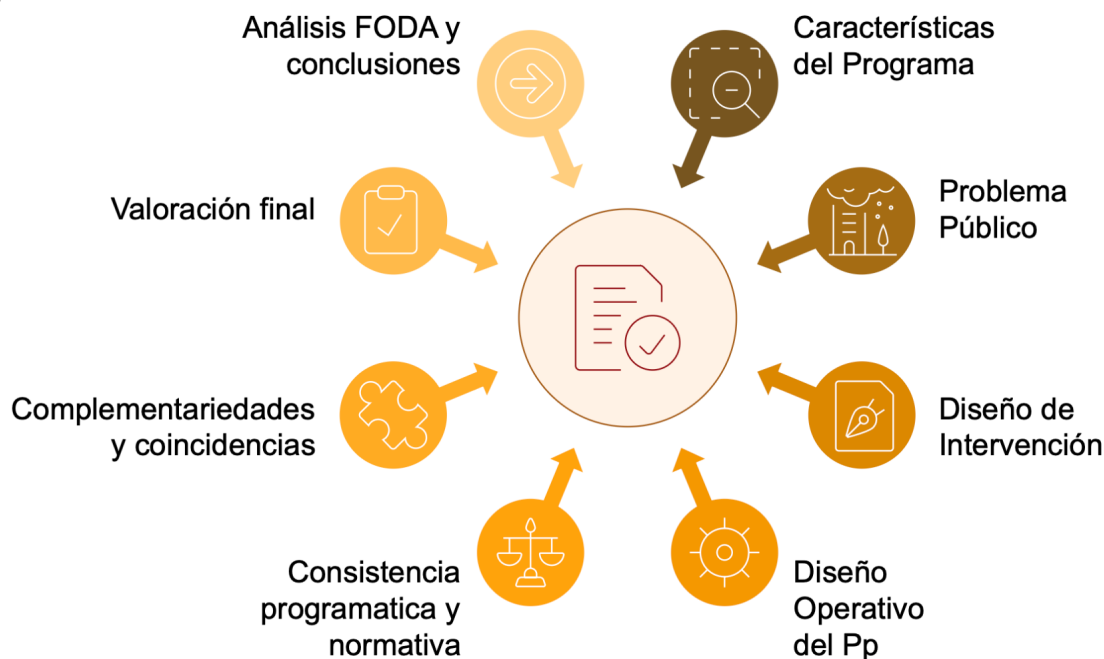 Análisis FODA y
conclusiones
Características
del Programa
Valoración final
Problema
Público
Complementariedades
y coincidencias
Diseño de
Intervención
Consistencia
programatica y
normativa
Diseño
Operativo
del Pp